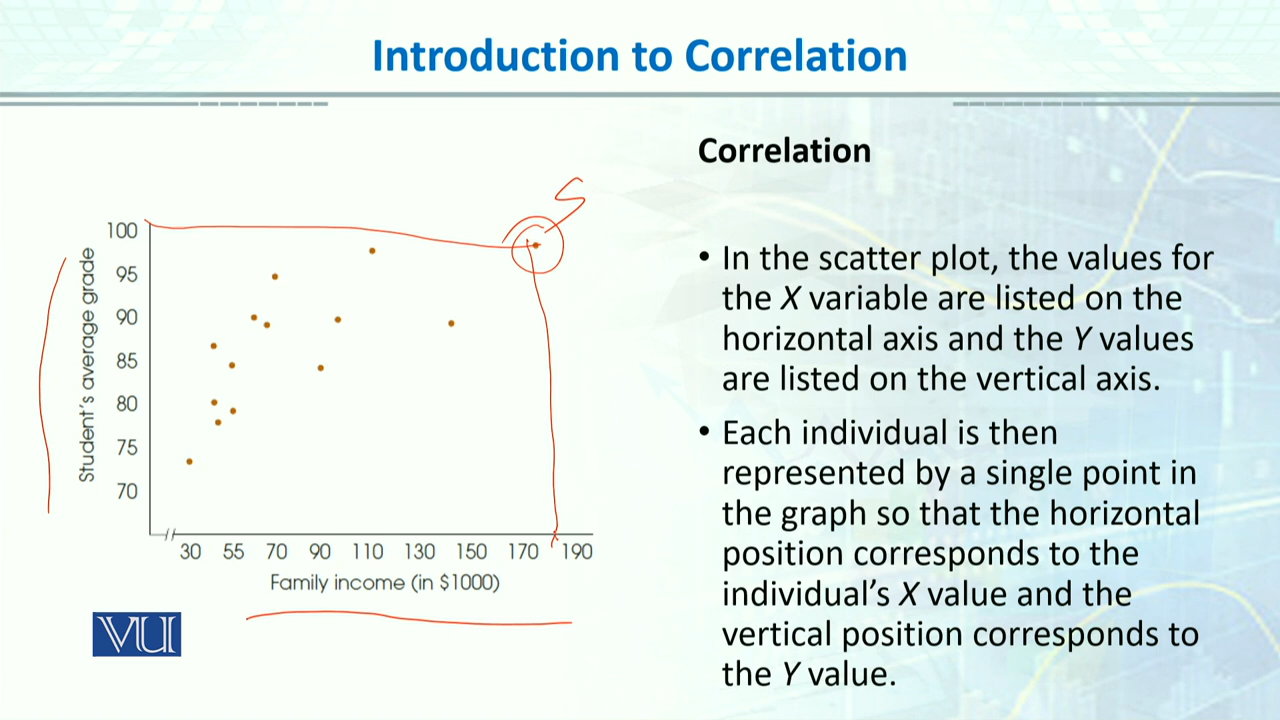 Introduction to Correlation
Correlation
• In the scatter plot, the values for
the X variable are listed on the
horizontal axis and the Y values
are listed on the vertical axis.
• Each individual is then
represented by a single point in
the graph so that the horizontal
position corresponds to the
individual's X value and the
vertical position corresponds to
the Y value.
S
Student's average grade
100
95
90
85
80
75
70
30 55 70 90 110 130 150 170 190
Family income (in $1000)
VU